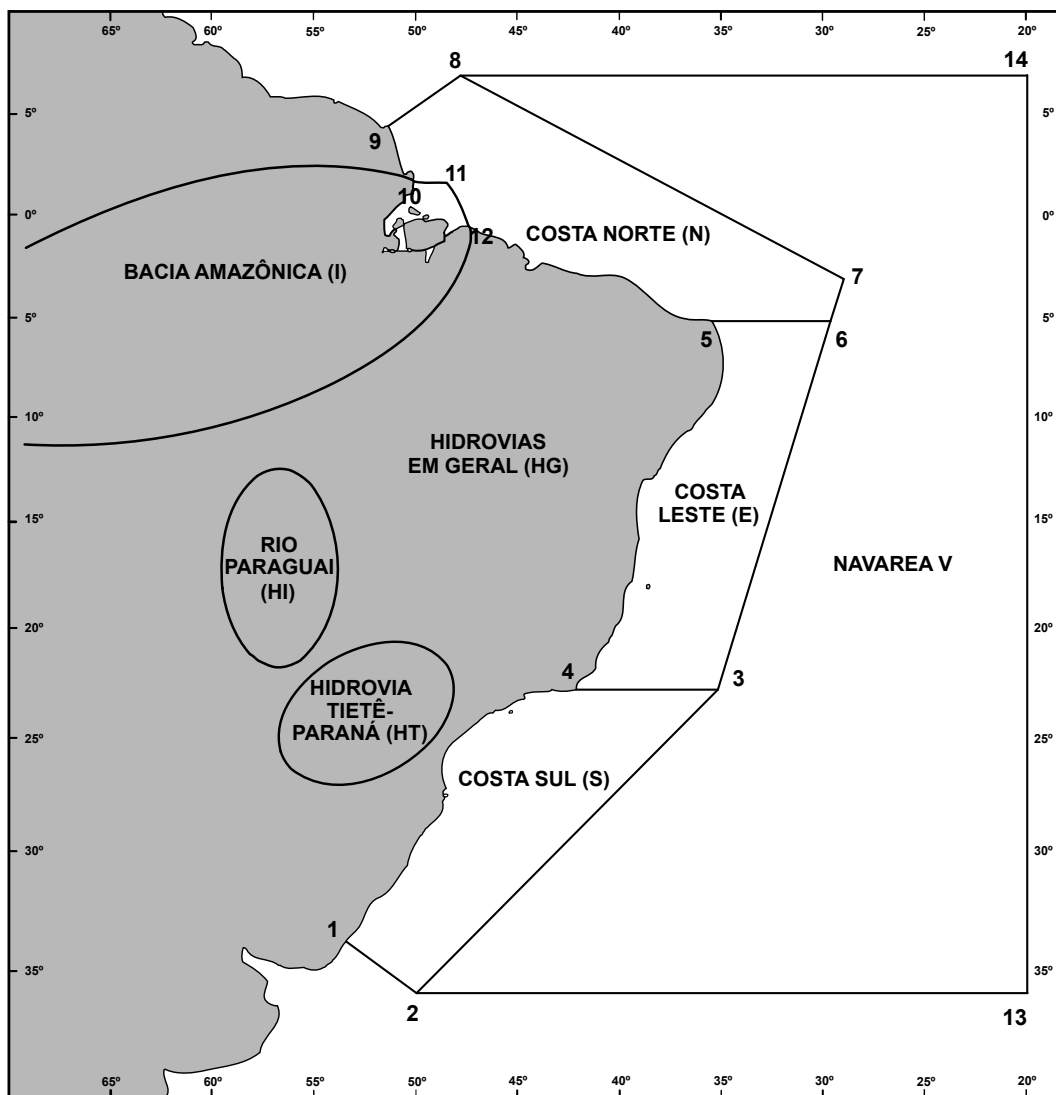 65º 60º 55º 50º 45º 40º 35º 30º 25º 20º
8 14
5º 5º
9
11
10
0º 0º
12 COSTA NORTE (N)
BACIA AMAZÔNICA (I)
7
5º 5º
5 6
10º 10º
HIDROVIAS
EM GERAL (HG)
COSTA
LESTE (E)
15º 15º
RIO
PARAGUAI
(HI)
NAVAREA V
20º 20º
4 3
HIDROVIA
TIETÊ-
PARANÁ (HT)
25º 25º
COSTA SUL (S)
30º 30º
1
35º 35º
2 13
65º 60º 55º 50º 45º 40º 35º 30º 25º 20º